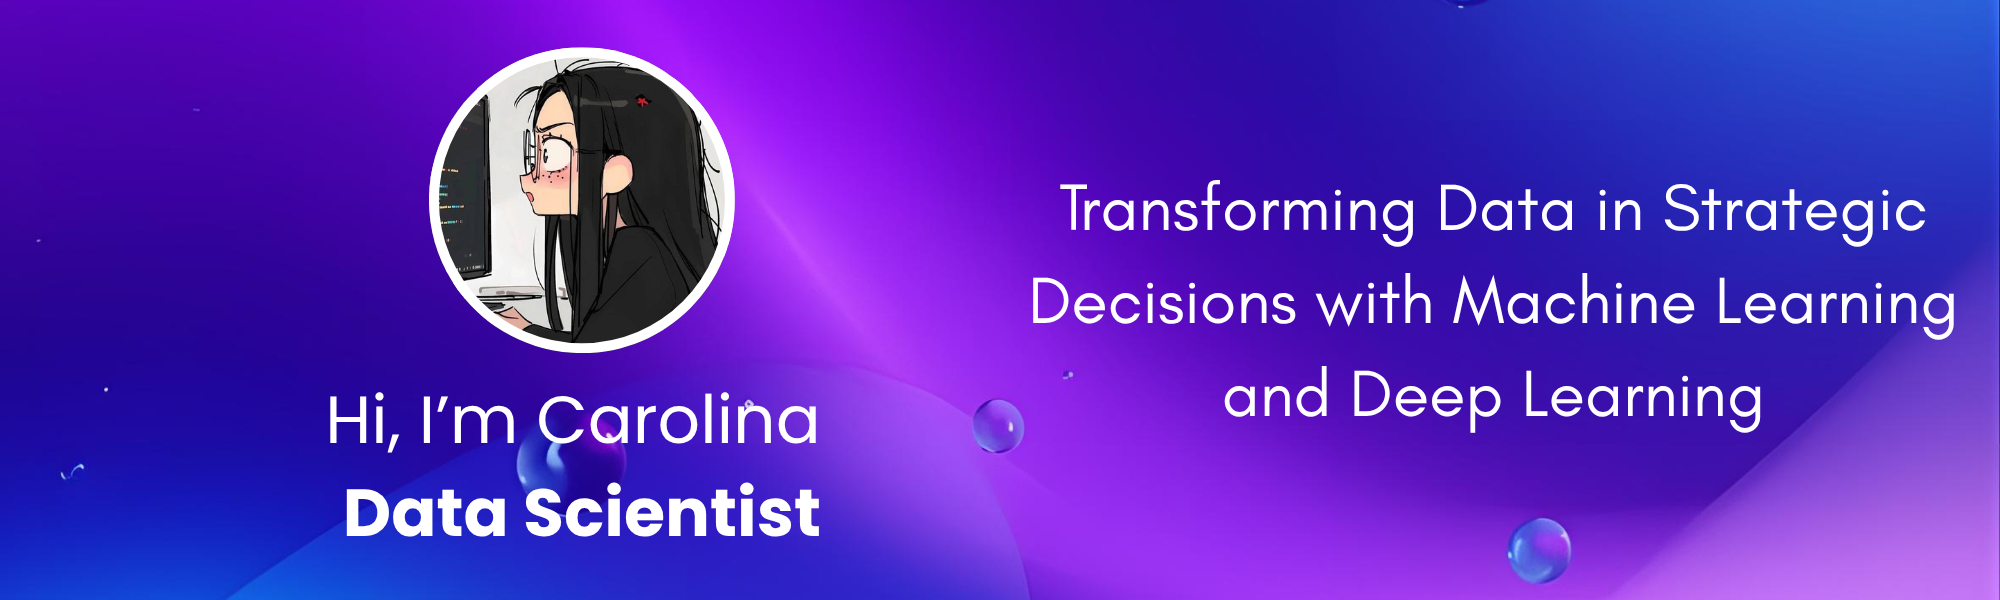 Hi, I’m Carolina
Data Scientist
Transforming Data in Strategic
Decisions with Machine Learning
and Deep Learning